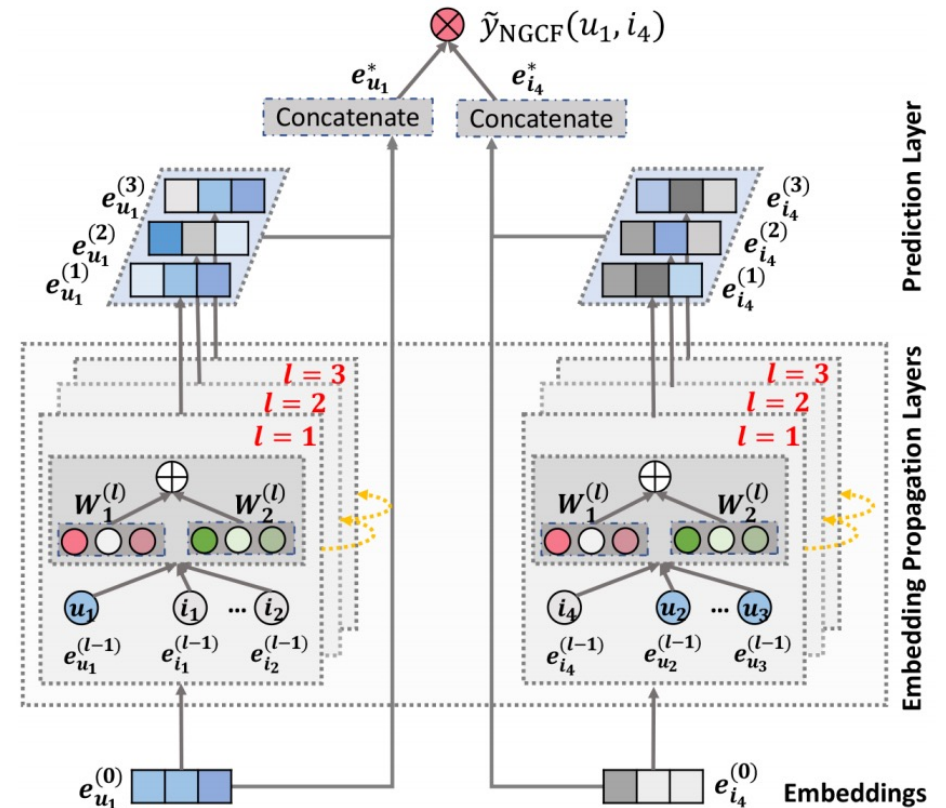 ỹ_NGCF(u₁, i₄)
e*_u₁ e*_i₄
Concatenate Concatenate
Prediction Layer
e_u₁^(3) e_i₄^(3)
e_u₁^(2) e_i₄^(2)
e_u₁^(1) e_i₄^(1)
Embedding Propagation Layers
l = 3 l = 3
l = 2 l = 2
l = 1 l = 1
W₁^(l) W₂^(l) W₁^(l) W₂^(l)
u₁ i₁ ... i₂ i₄ u₂ ... u₃
e_u₁^(l-1) e_i₁^(l-1) e_i₂^(l-1) e_i₄^(l-1) e_u₂^(l-1) e_u₃^(l-1)
e_u₁^(0) e_i₄^(0) Embeddings